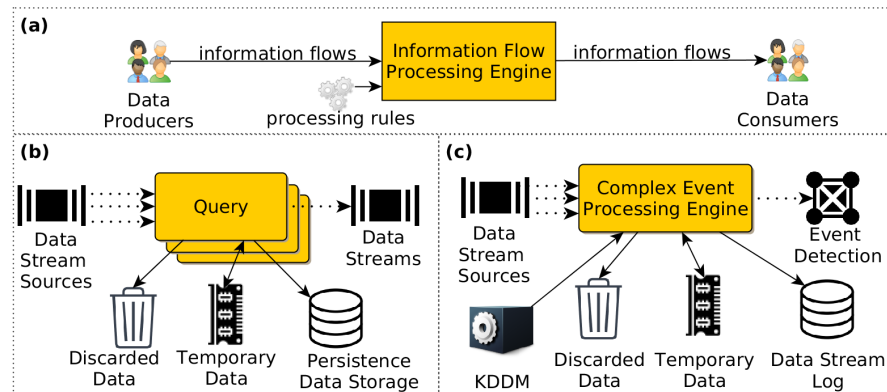 (a)
information flows
Information Flow
Processing Engine
information flows
Data
Producers
processing rules
Data
Consumers
(b)
Query
Data
Stream
Sources
Data
Streams
Discarded
Data
Temporary
Data
Persistence
Data Storage
(c)
Complex Event
Processing Engine
Data
Stream
Sources
Event
Detection
KDDM
Discarded
Data
Temporary
Data
Data Stream
Log